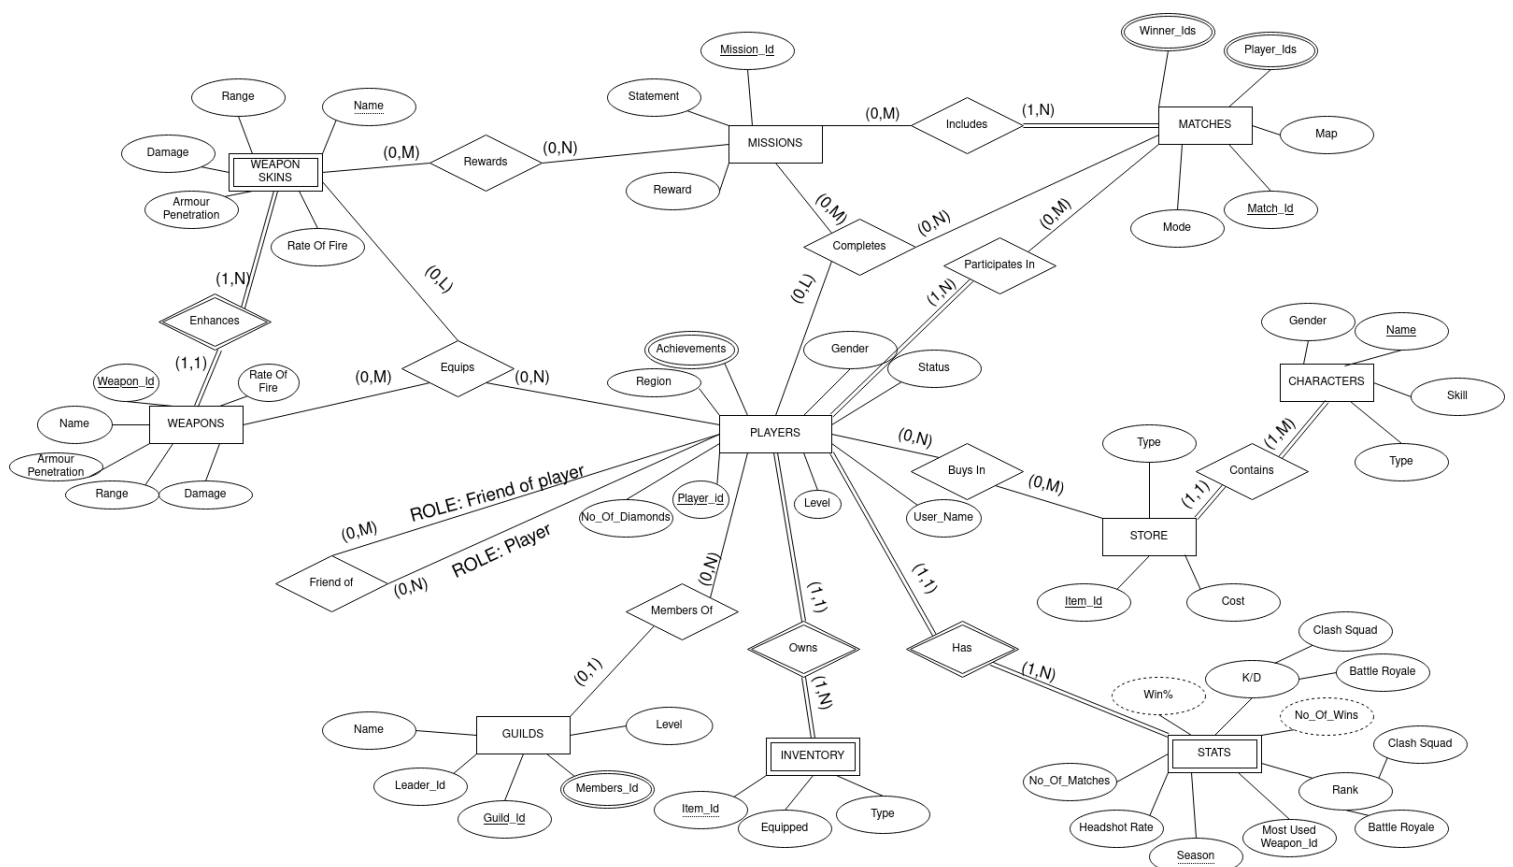 Winner_Ids
Player_Ids
Mission_Id
Range
Name
Statement
(0,M)
Includes
(1,N)
MATCHES
Map
Damage
WEAPON
SKINS
(0,M)
Rewards
(0,N)
MISSIONS
Armour
Penetration
Reward
(0,M)
(0,N)
(0,M)
Match_Id
Mode
Rate Of Fire
Completes
Participates In
(1,N)
(0,L)
(0,L)
(1,N)
Enhances
Gender
Name
(1,1)
Achievements
Gender
Status
Weapon_Id
Rate Of
Fire
(0,M)
Equips
(0,N)
Region
CHARACTERS
Skill
Name
WEAPONS
PLAYERS
(0,N)
(1,M)
Type
Type
Armour
Penetration
Buys In
Contains
Range
Damage
ROLE: Friend of player
(0,M)
(1,1)
No_Of_Diamonds
Player_id
Level
User_Name
(0,M)
ROLE: Player
STORE
Friend of
(0,N)
(0,N)
(1,1)
(1,1)
Item_Id
Cost
Members Of
Clash Squad
Owns
Has
(0,1)
(1,N)
(1,N)
K/D
Battle Royale
Win%
No_Of_Wins
Name
GUILDS
Level
INVENTORY
STATS
Clash Squad
Leader_Id
Members_Id
No_Of_Matches
Rank
Guild_Id
Item_Id
Equipped
Type
Headshot Rate
Most Used
Weapon_Id
Battle Royale
Season